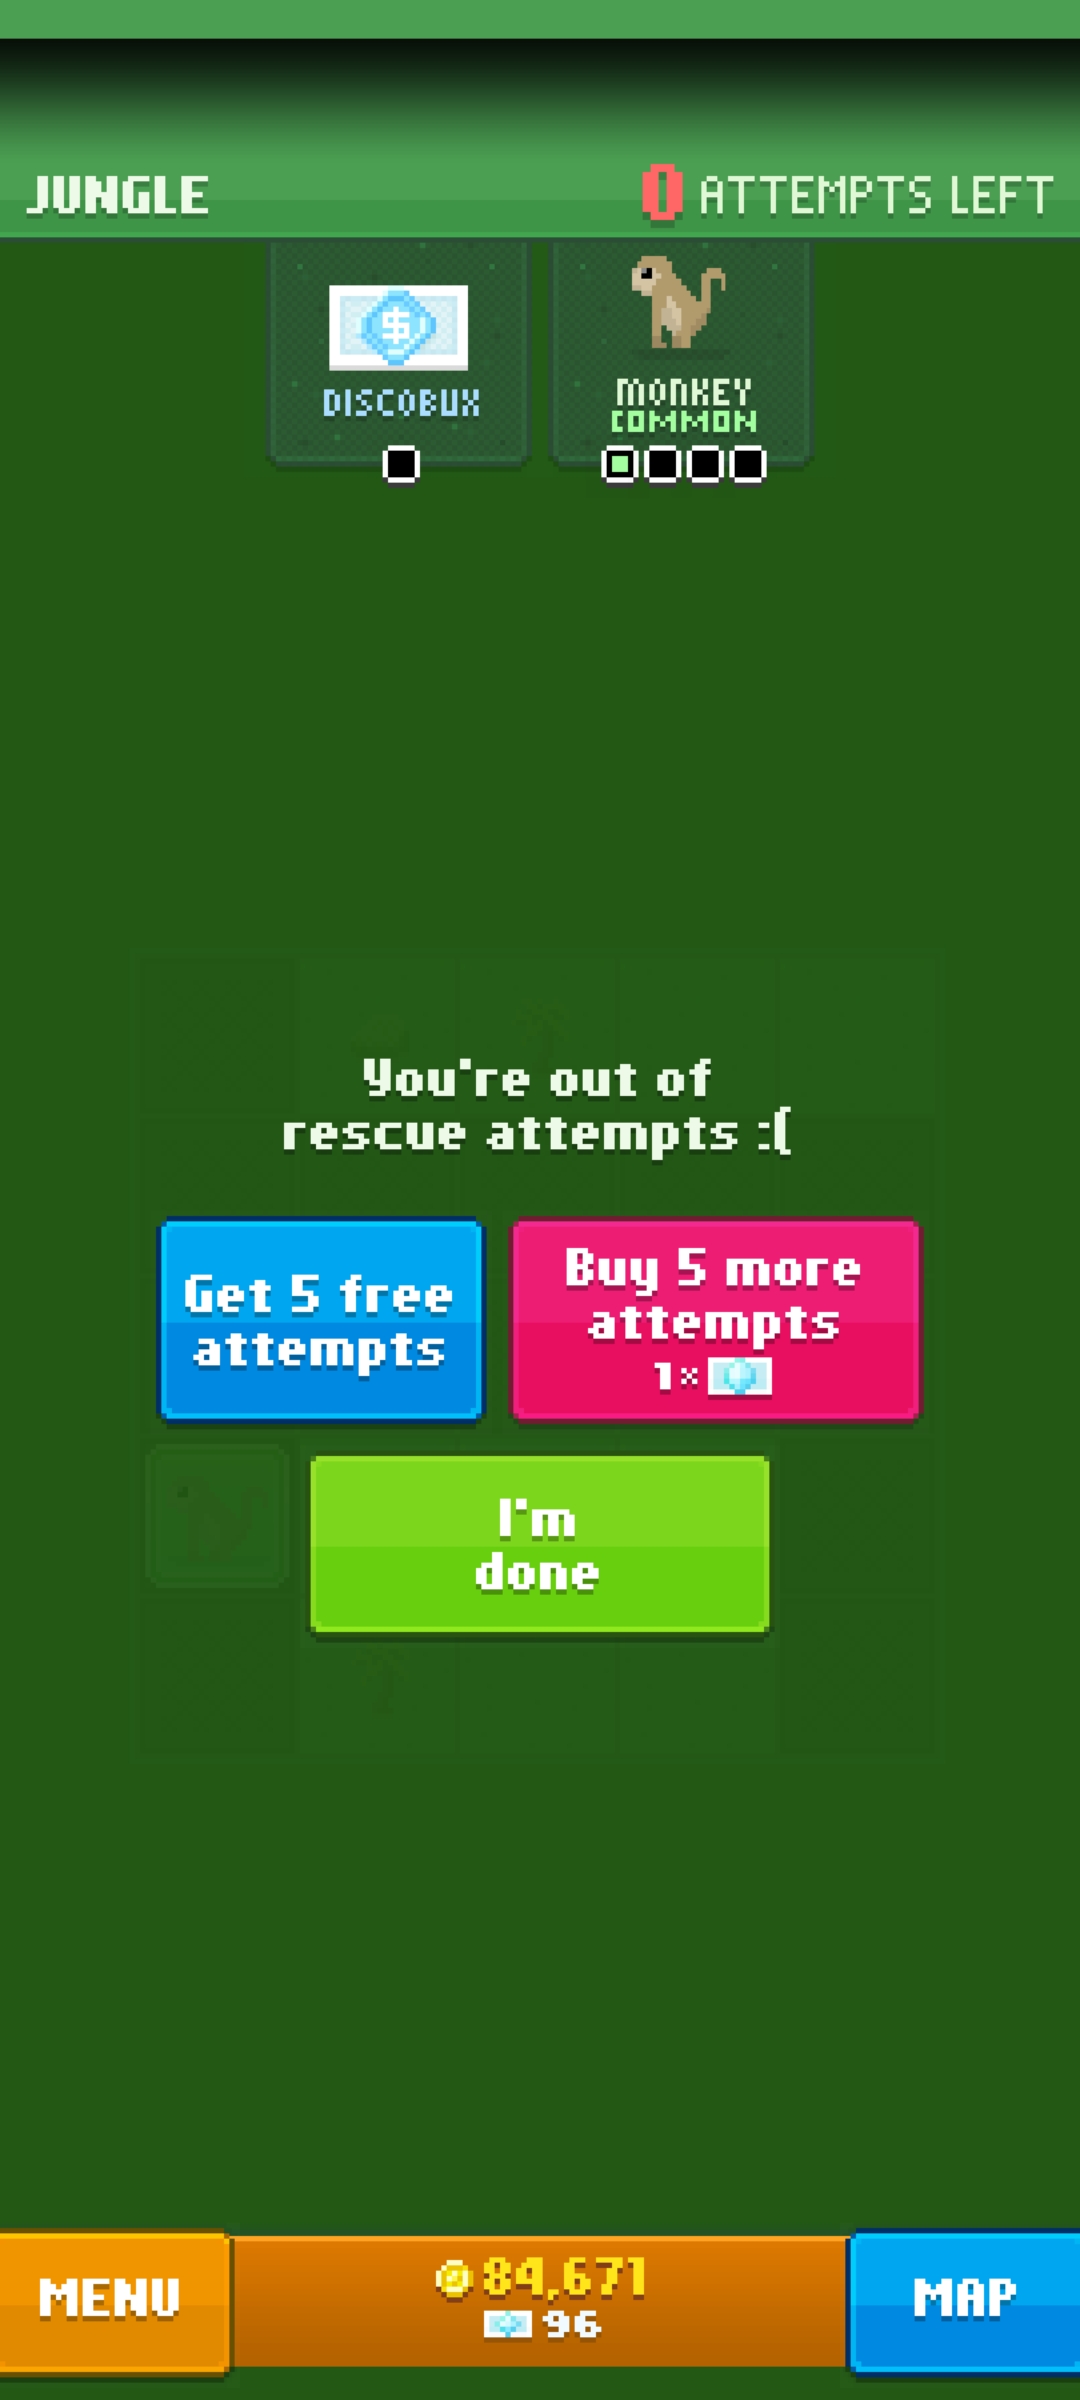 JUNGLE
0 ATTEMPTS LEFT
$
DISCOBUX
MONKEY
COMMON
You're out of
rescue attempts :(
Get 5 free
attempts
Buy 5 more
attempts
1×
I'm
done
MENU
84,671
96
MAP